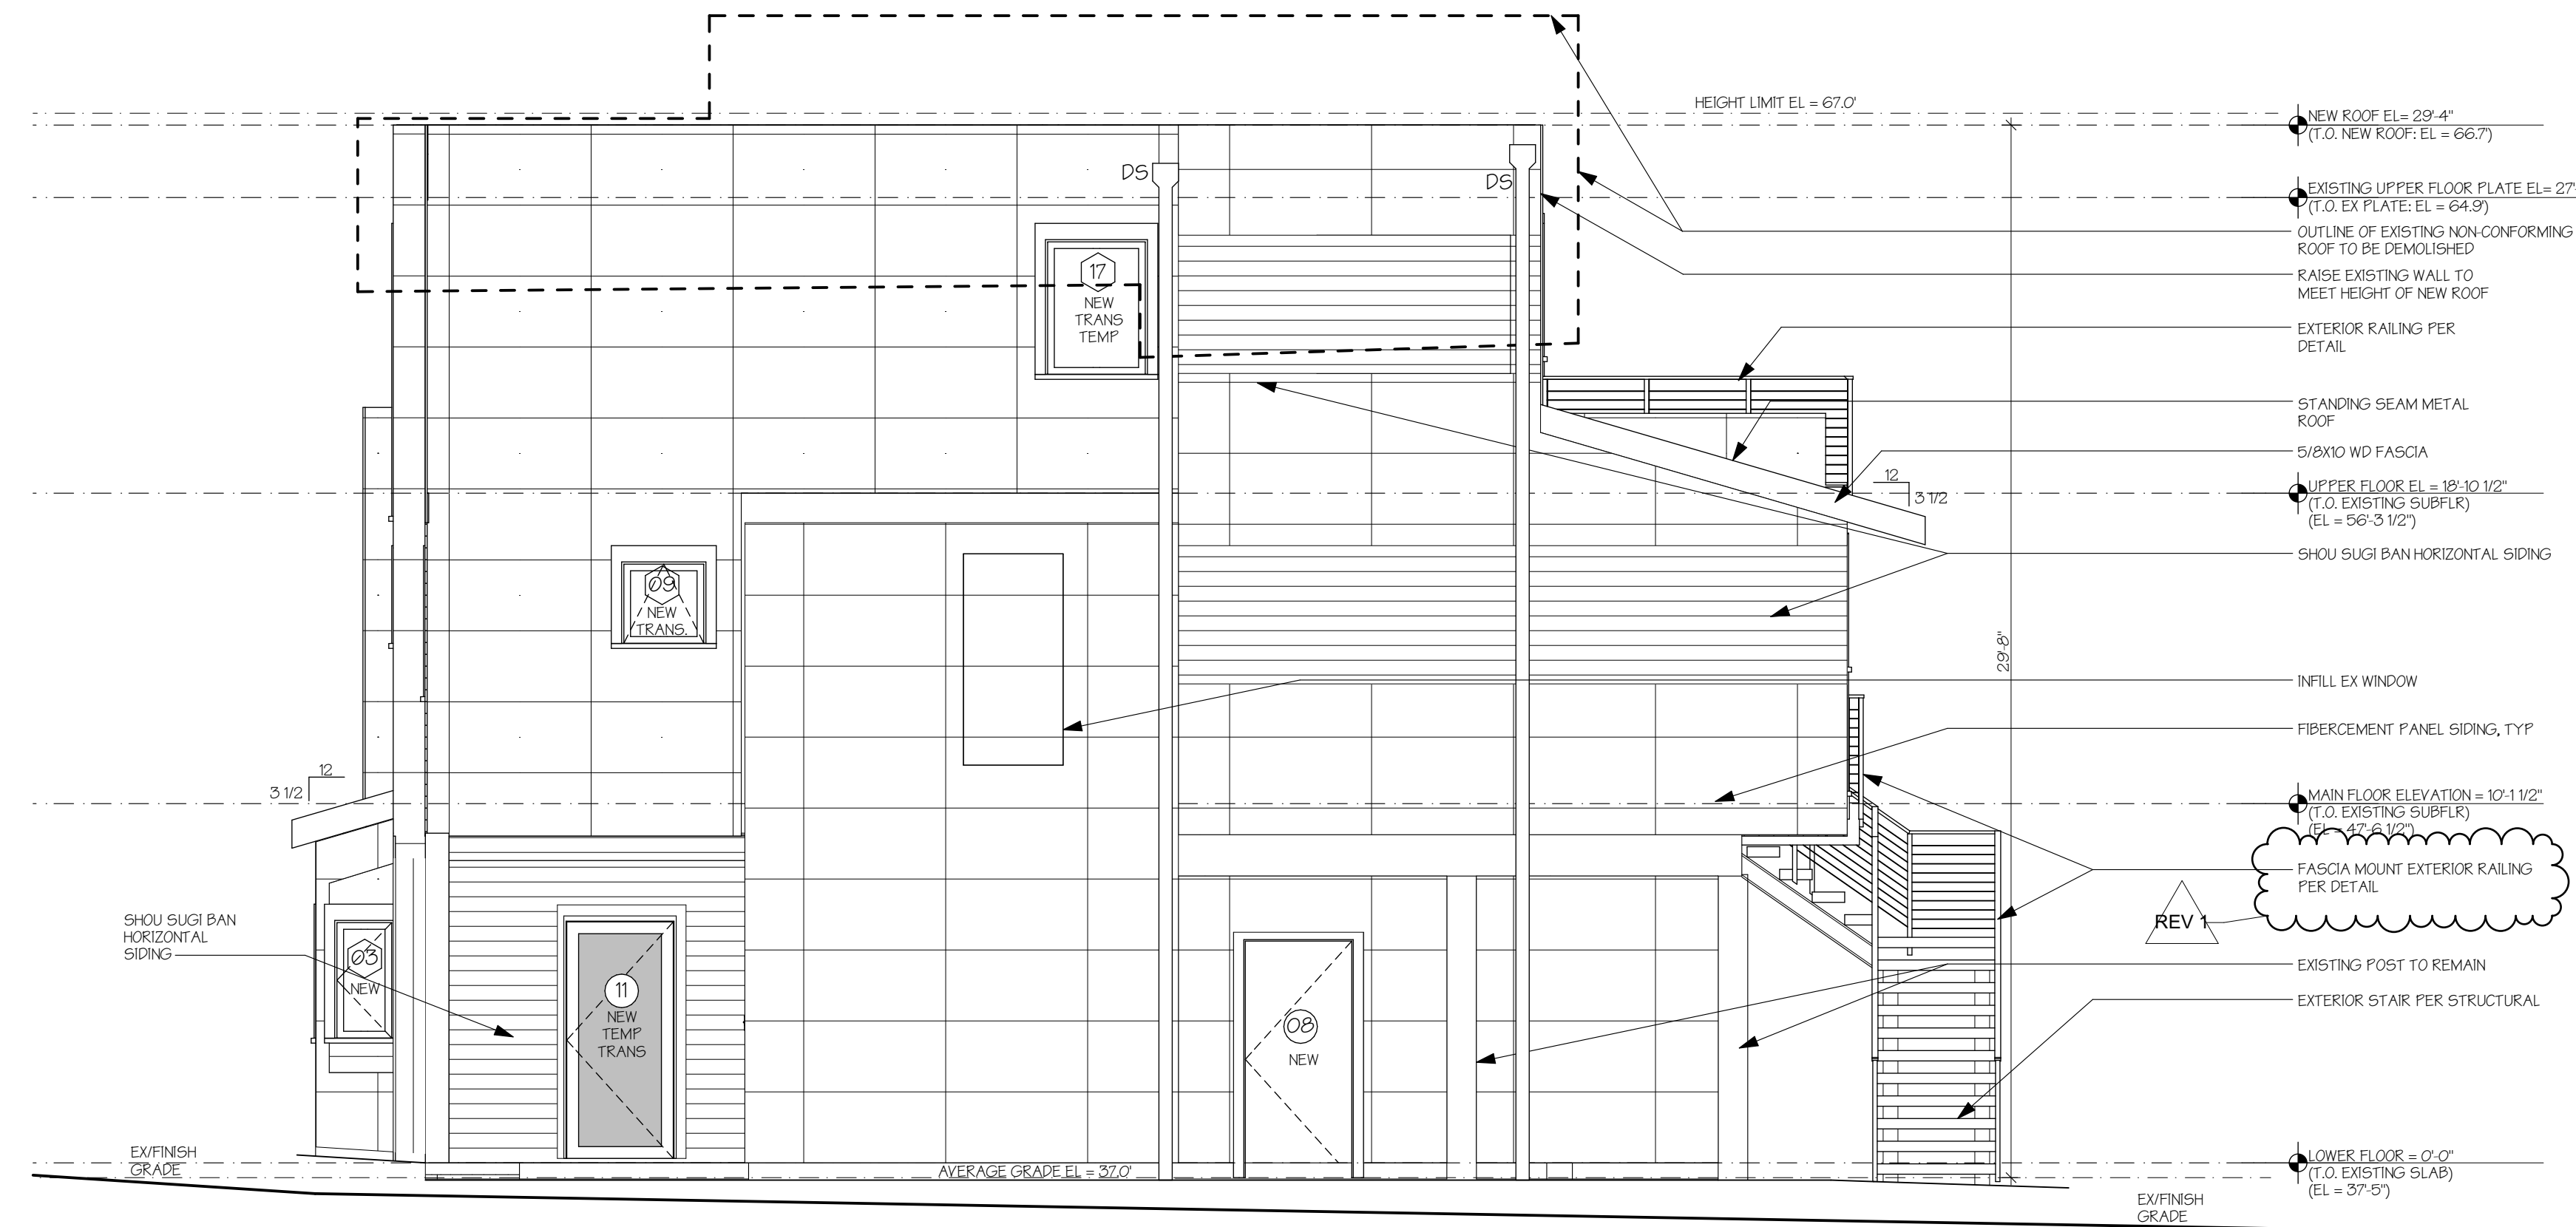 HEIGHT LIMIT EL = 67.0'
NEW ROOF EL= 29'-4"
(T.O. NEW ROOF: EL = 66.7')
DS
DS
EXISTING UPPER FLOOR PLATE EL= 27'
(T.O. EX PLATE: EL = 64.9')
OUTLINE OF EXISTING NON-CONFORMING
ROOF TO BE DEMOLISHED
17
NEW
TRANS
TEMP
RAISE EXISTING WALL TO
MEET HEIGHT OF NEW ROOF
EXTERIOR RAILING PER
DETAIL
STANDING SEAM METAL
ROOF
5/8X10 WD FASCIA
12
3 1/2
UPPER FLOOR EL = 18'-10 1/2"
(T.O. EXISTING SUBFLR)
(EL = 56'-3 1/2")
SHOU SUGI BAN HORIZONTAL SIDING
09
NEW
TRANS.
29'-8"
INFILL EX WINDOW
FIBERCEMENT PANEL SIDING, TYP
12
3 1/2
MAIN FLOOR ELEVATION = 10'-1 1/2"
(T.O. EXISTING SUBFLR)
(EL = 47'-6 1/2")
FASCIA MOUNT EXTERIOR RAILING
PER DETAIL
REV 1
SHOU SUGI BAN
HORIZONTAL
SIDING
03
NEW
11
NEW
TEMP
TRANS
08
NEW
EXISTING POST TO REMAIN
EXTERIOR STAIR PER STRUCTURAL
EX/FINISH
GRADE
AVERAGE GRADE EL = 37.0'
LOWER FLOOR = 0'-0"
(T.O. EXISTING SLAB)
(EL = 37'-5")
EX/FINISH
GRADE